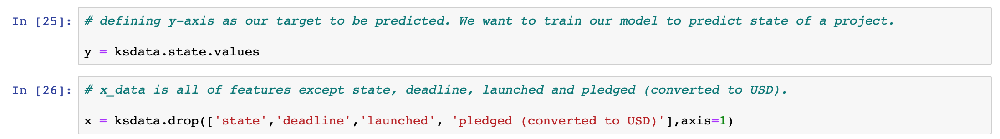 In [25]: # defining y-axis as our target to be predicted. We want to train our model to predict state of a project.
y = ksdata.state.values
In [26]: # x_data is all of features except state, deadline, launched and pledged (converted to USD).
x = ksdata.drop(['state','deadline','launched', 'pledged (converted to USD)'],axis=1)